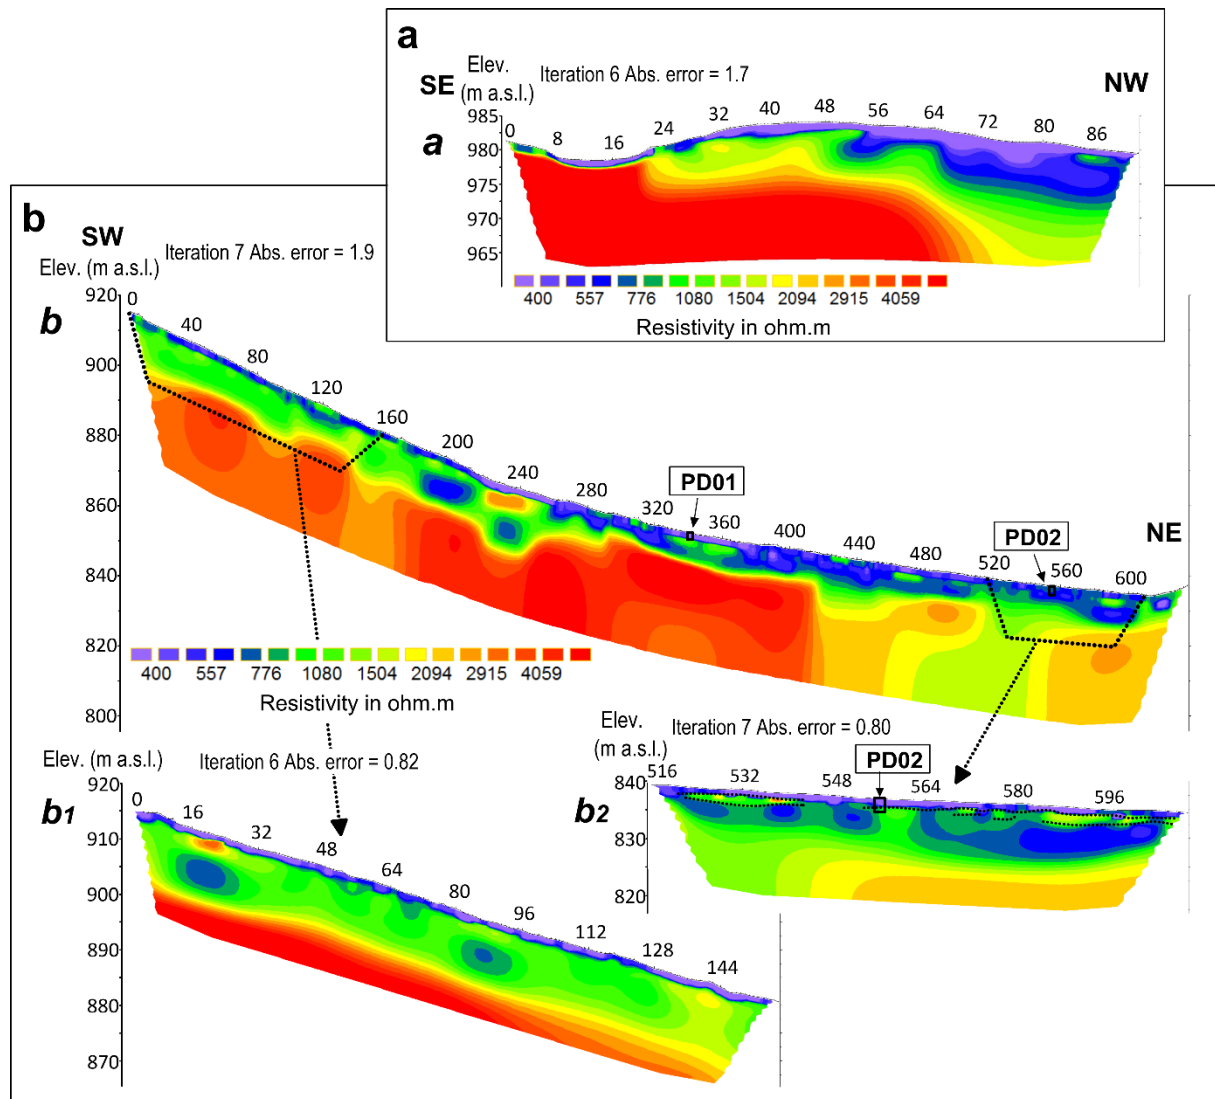 a
SE
Elev.
(m a.s.l.)
Iteration 6 Abs. error = 1.7
NW
a
985
980
975
970
965
0
8
16
24
32
40
48
56
64
72
80
86
400 557 776 1080 1504 2094 2915 4059
Resistivity in ohm.m
b
SW
Elev. (m a.s.l.)
Iteration 7 Abs. error = 1.9
b
920
900
880
860
840
820
800
0
40
80
120
160
200
240
280
320
360
400
440
480
520
560
600
PD01
PD02
NE
400 557 776 1080 1504 2094 2915 4059
Resistivity in ohm.m
Elev. (m a.s.l.)
Iteration 6 Abs. error = 0.82
b1
920
910
900
890
880
870
0
16
32
48
64
80
96
112
128
144
Elev.
(m a.s.l.)
Iteration 7 Abs. error = 0.80
PD02
b2
840
830
820
516
532
548
564
580
596